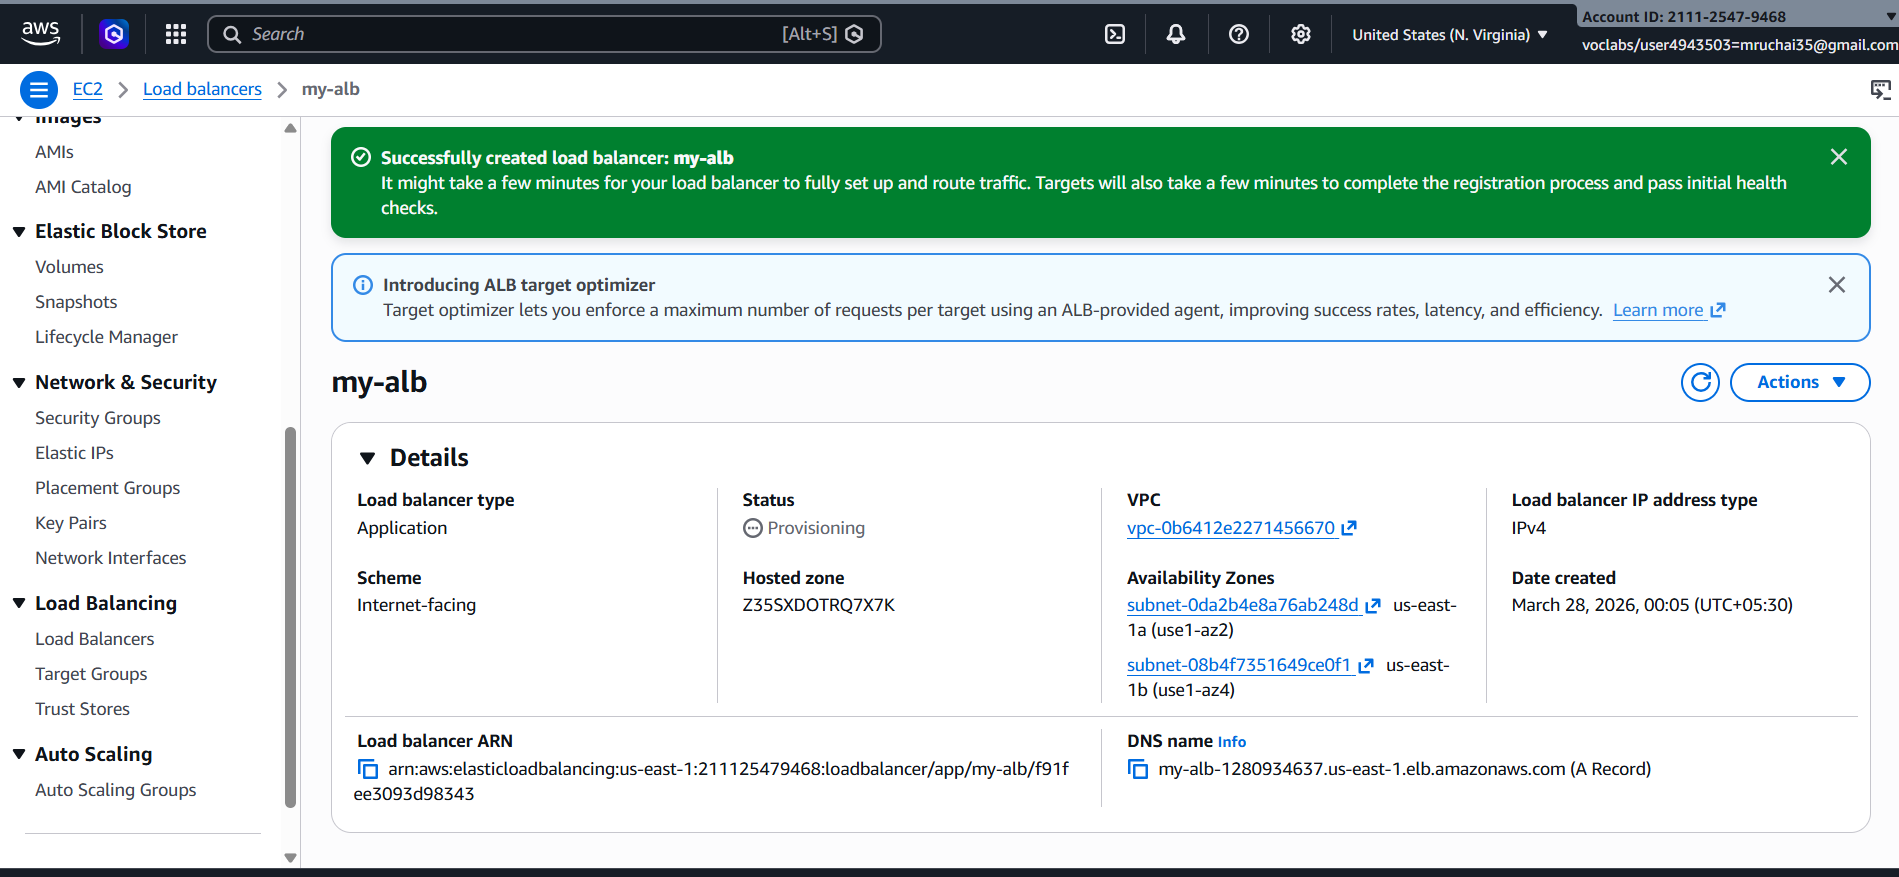 aws
Search [Alt+S]
United States (N. Virginia)
Account ID: 2111-2547-9468
voclabs/user4943503=mruchai35@gmail.com
EC2 Load balancers my-alb
Images
AMIs
AMI Catalog
Elastic Block Store
Volumes
Snapshots
Lifecycle Manager
Network & Security
Security Groups
Elastic IPs
Placement Groups
Key Pairs
Network Interfaces
Load Balancing
Load Balancers
Target Groups
Trust Stores
Auto Scaling
Auto Scaling Groups
Successfully created load balancer: my-alb
It might take a few minutes for your load balancer to fully set up and route traffic. Targets will also take a few minutes to complete the registration process and pass initial health
checks.
Introducing ALB target optimizer
Target optimizer lets you enforce a maximum number of requests per target using an ALB-provided agent, improving success rates, latency, and efficiency. Learn more
my-alb
Actions
Details
Load balancer type
Application
Scheme
Internet-facing
Status
Provisioning
Hosted zone
Z35SXDOTRQ7X7K
VPC
vpc-0b6412e2271456670
Availability Zones
subnet-0da2b4e8a76ab248d us-east-
1a (use1-az2)
subnet-08b4f7351649ce0f1 us-east-
1b (use1-az4)
Load balancer IP address type
IPv4
Date created
March 28, 2026, 00:05 (UTC+05:30)
Load balancer ARN
arn:aws:elasticloadbalancing:us-east-1:211125479468:loadbalancer/app/my-alb/f91f
ee3093d98343
DNS name Info
my-alb-1280934637.us-east-1.elb.amazonaws.com (A Record)